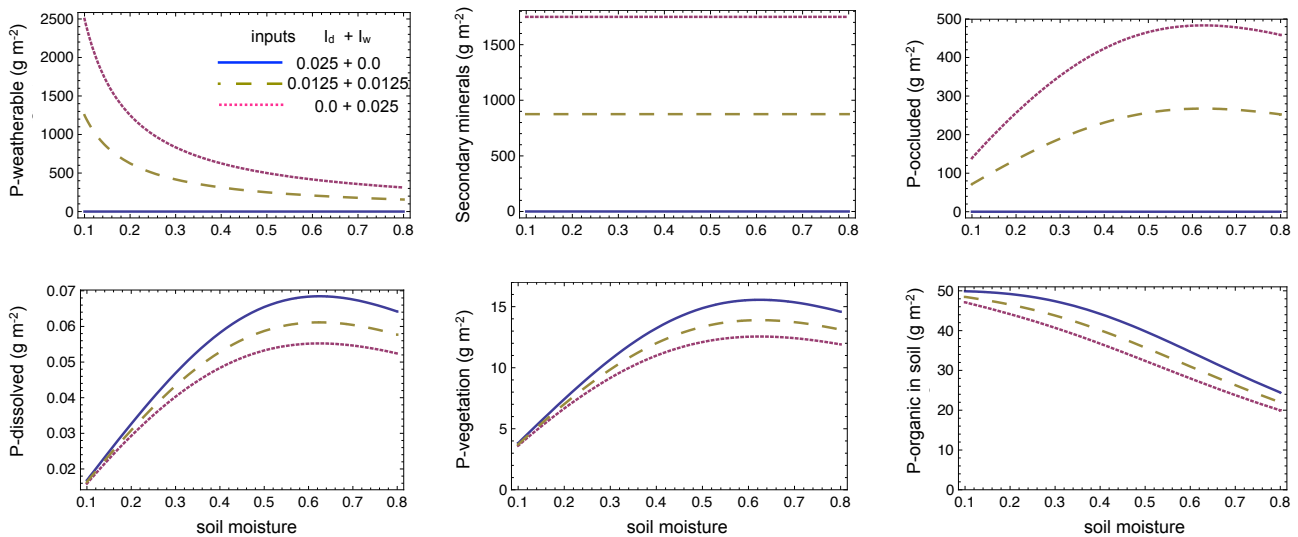 P-weatherable (g m-2)
2500
2000
1500
1000
500
0
0.1 0.2 0.3 0.4 0.5 0.6 0.7 0.8
inputs Id + Iw
0.025 + 0.0
0.0125 + 0.0125
0.0 + 0.025
Secondary minerals (g m-2)
1500
1000
500
0
0.1 0.2 0.3 0.4 0.5 0.6 0.7 0.8
P-occluded (g m-2)
500
400
300
200
100
0
0.1 0.2 0.3 0.4 0.5 0.6 0.7 0.8
P-dissolved (g m-2)
0.07
0.06
0.05
0.04
0.03
0.02
0.1 0.2 0.3 0.4 0.5 0.6 0.7 0.8
soil moisture
P-vegetation (g m-2)
15
10
5
0
0.1 0.2 0.3 0.4 0.5 0.6 0.7 0.8
soil moisture
P-organic in soil (g m-2)
50
40
30
20
10
0
0.1 0.2 0.3 0.4 0.5 0.6 0.7 0.8
soil moisture